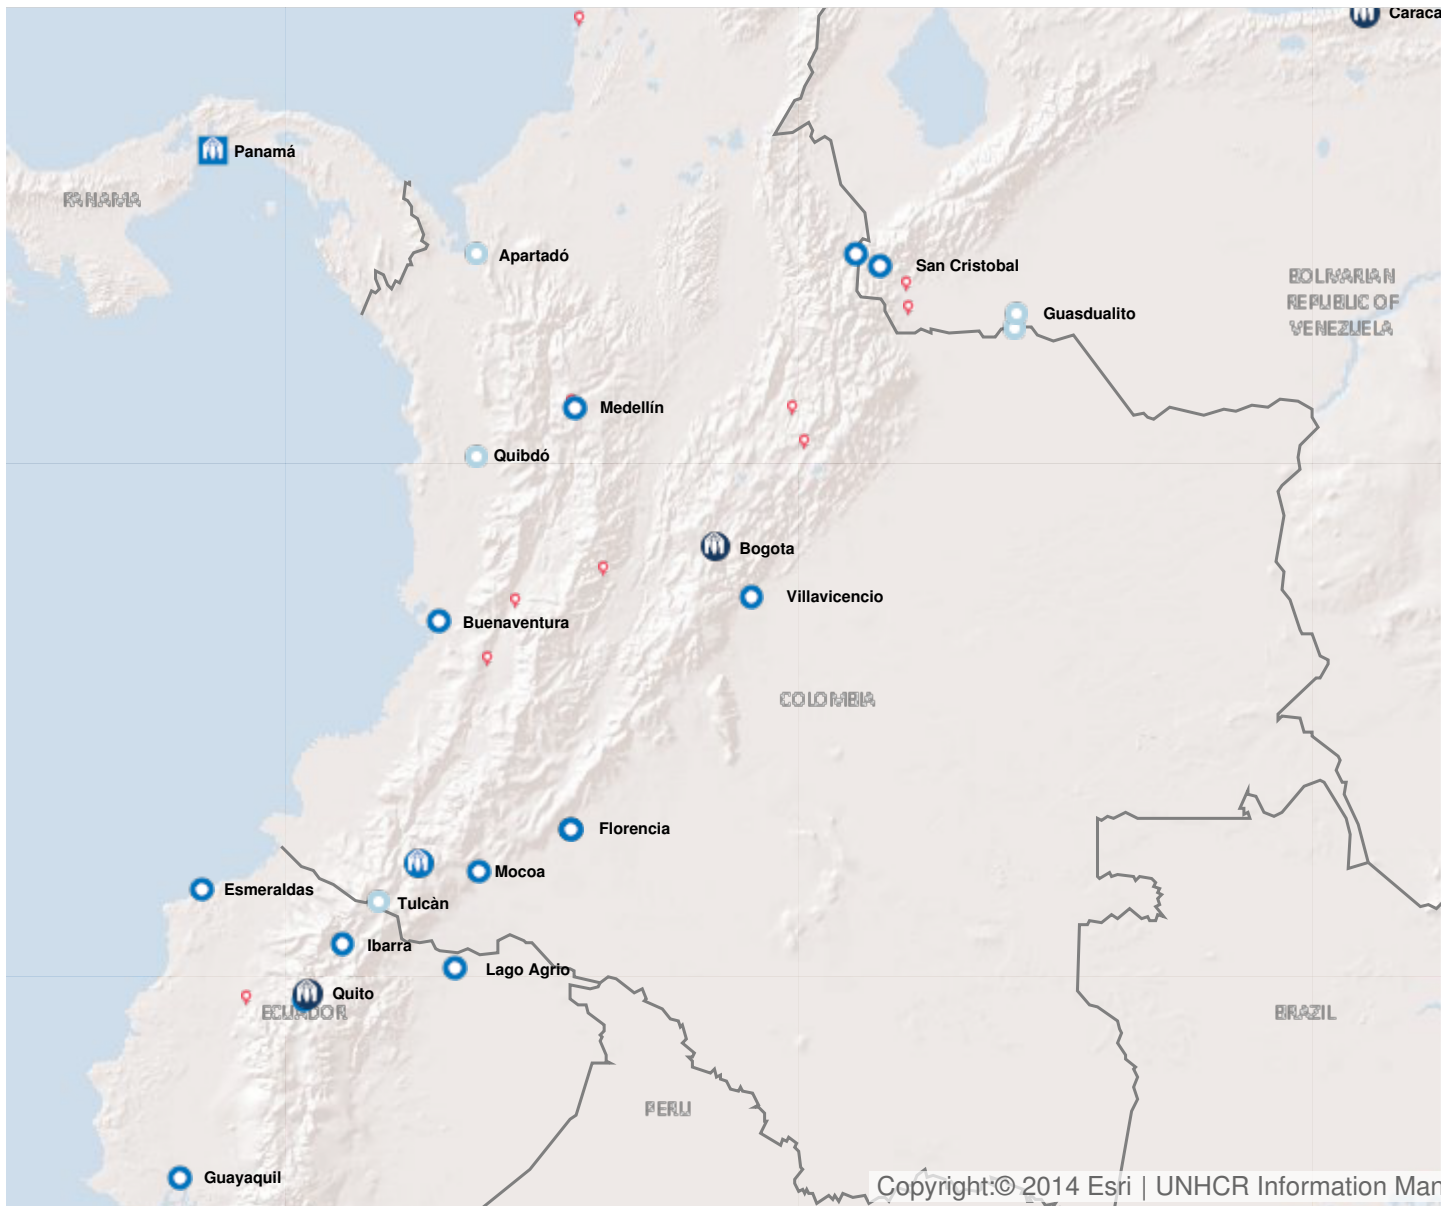 Caraca
Panamá
PANAMA
Apartadó
San Cristobal
BOLIVARIAN
REPUBLIC OF
VENEZUELA
Guasdualito
Medellín
Quibdó
Bogota
Villavicencio
Buenaventura
COLOMBIA
Florencia
Mocoa
Esmeraldas
Tulcàn
Ibarra
Lago Agrio
Quito
ECUADOR
BRAZIL
PERU
Guayaquil
Copyright:© 2014 Esri | UNHCR Information Man